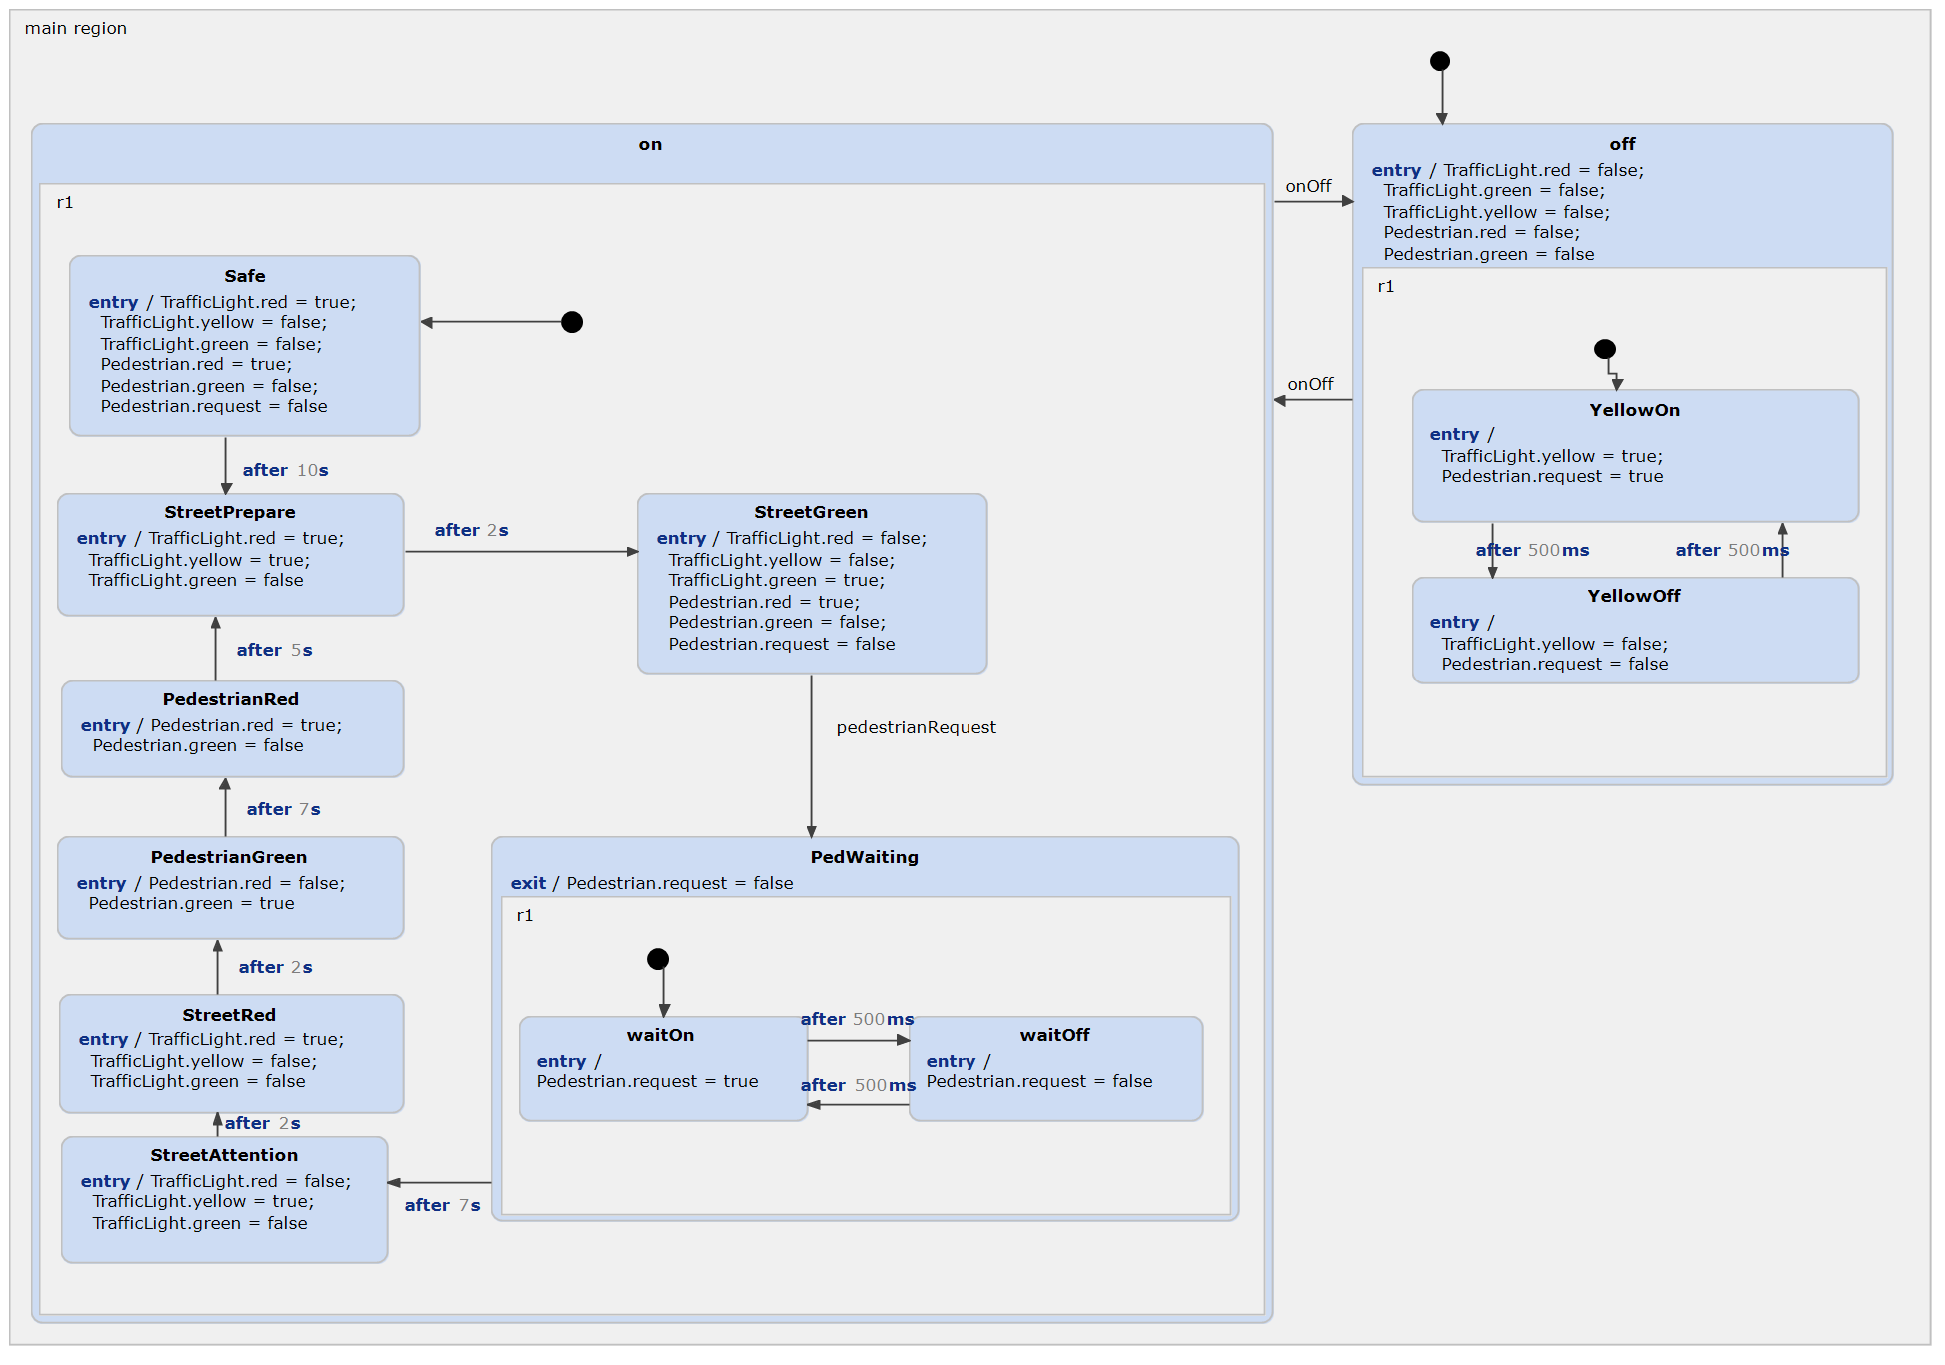 main region
on
r1
Safe
entry / TrafficLight.red = true;
TrafficLight.yellow = false;
TrafficLight.green = false;
Pedestrian.red = true;
Pedestrian.green = false;
Pedestrian.request = false
after 10s
StreetPrepare
entry / TrafficLight.red = true;
TrafficLight.yellow = true;
TrafficLight.green = false
after 2s
StreetGreen
entry / TrafficLight.red = false;
TrafficLight.yellow = false;
TrafficLight.green = true;
Pedestrian.red = true;
Pedestrian.green = false;
Pedestrian.request = false
after 5s
PedestrianRed
entry / Pedestrian.red = true;
Pedestrian.green = false
pedestrianRequest
after 7s
PedestrianGreen
entry / Pedestrian.red = false;
Pedestrian.green = true
after 2s
StreetRed
entry / TrafficLight.red = true;
TrafficLight.yellow = false;
TrafficLight.green = false
after 2s
StreetAttention
entry / TrafficLight.red = false;
TrafficLight.yellow = true;
TrafficLight.green = false
after 7s
PedWaiting
exit / Pedestrian.request = false
r1
waitOn
entry /
Pedestrian.request = true
after 500ms
after 500ms
waitOff
entry /
Pedestrian.request = false
onOff
onOff
off
entry / TrafficLight.red = false;
TrafficLight.green = false;
TrafficLight.yellow = false;
Pedestrian.red = false;
Pedestrian.green = false
r1
YellowOn
entry /
TrafficLight.yellow = true;
Pedestrian.request = true
after 500ms
after 500ms
YellowOff
entry /
TrafficLight.yellow = false;
Pedestrian.request = false